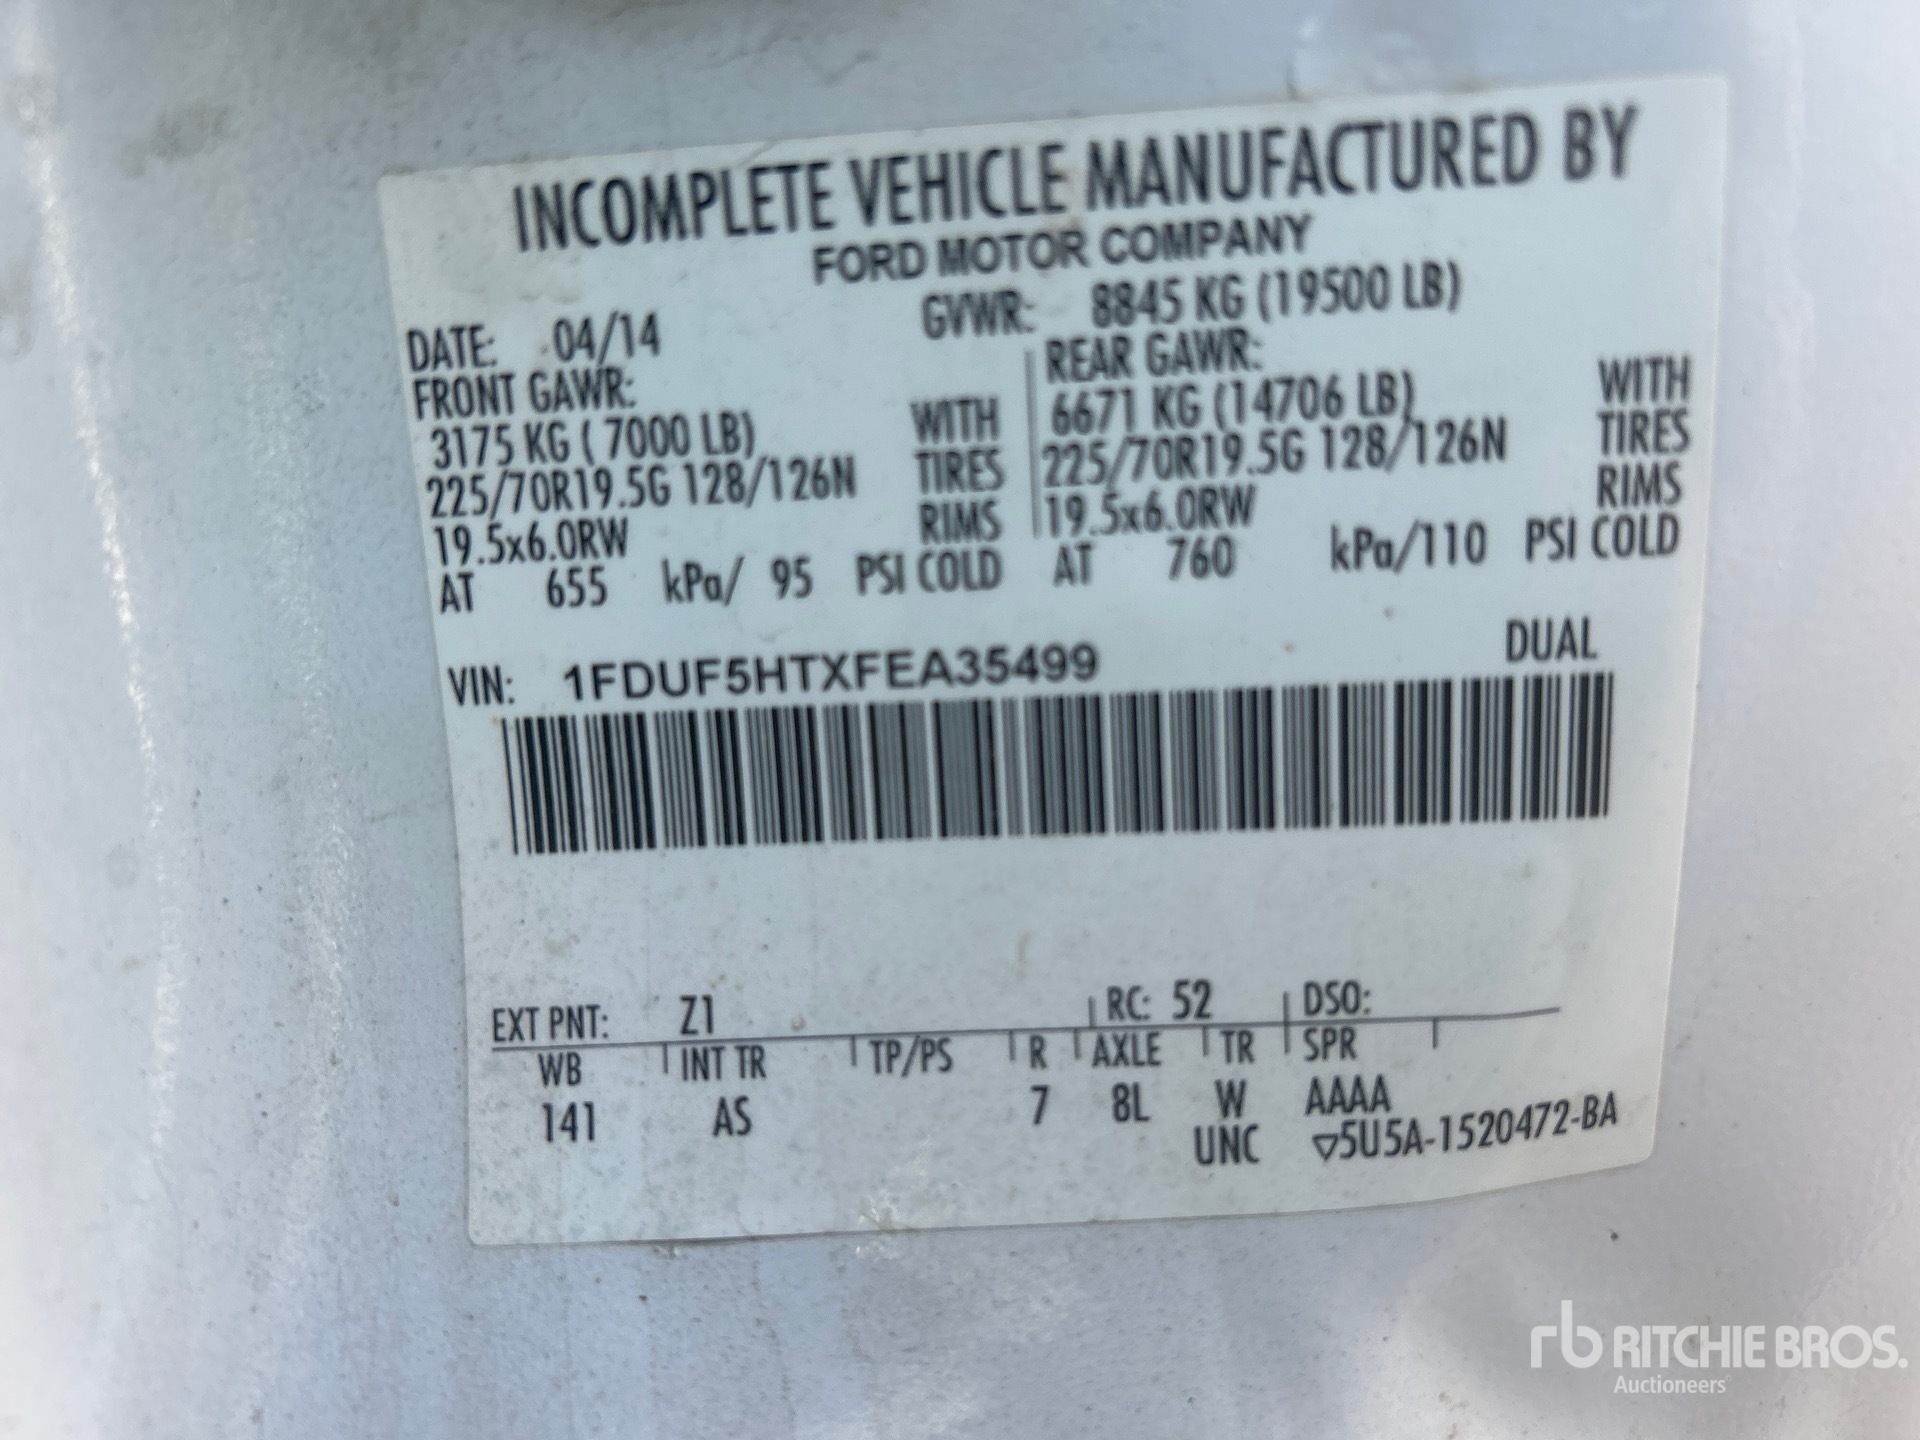 INCOMPLETE VEHICLE MANUFACTURED BY
FORD MOTOR COMPANY
DATE: 04/14 GVWR: 8845 KG (19500 LB)
FRONT GAWR:
3175 KG ( 7000 LB) WITH
225/70R19.5G 128/126N TIRES
19.5x6.0RW RIMS
AT 655 kPa/ 95 PSI COLD
REAR GAWR:
6671 KG (14706 LB) WITH
225/70R19.5G 128/126N TIRES
19.5x6.0RW RIMS
AT 760 kPa/110 PSI COLD
VIN: 1FDUF5HTXFEA35499 DUAL
EXT PNT: Z1 RC: 52 DSO:
WB INT TR TP/PS R AXLE TR SPR
141 AS 7 8L W AAAA
UNC ▽5U5A-1520472-BA
rb RITCHIE BROS.
Auctioneers